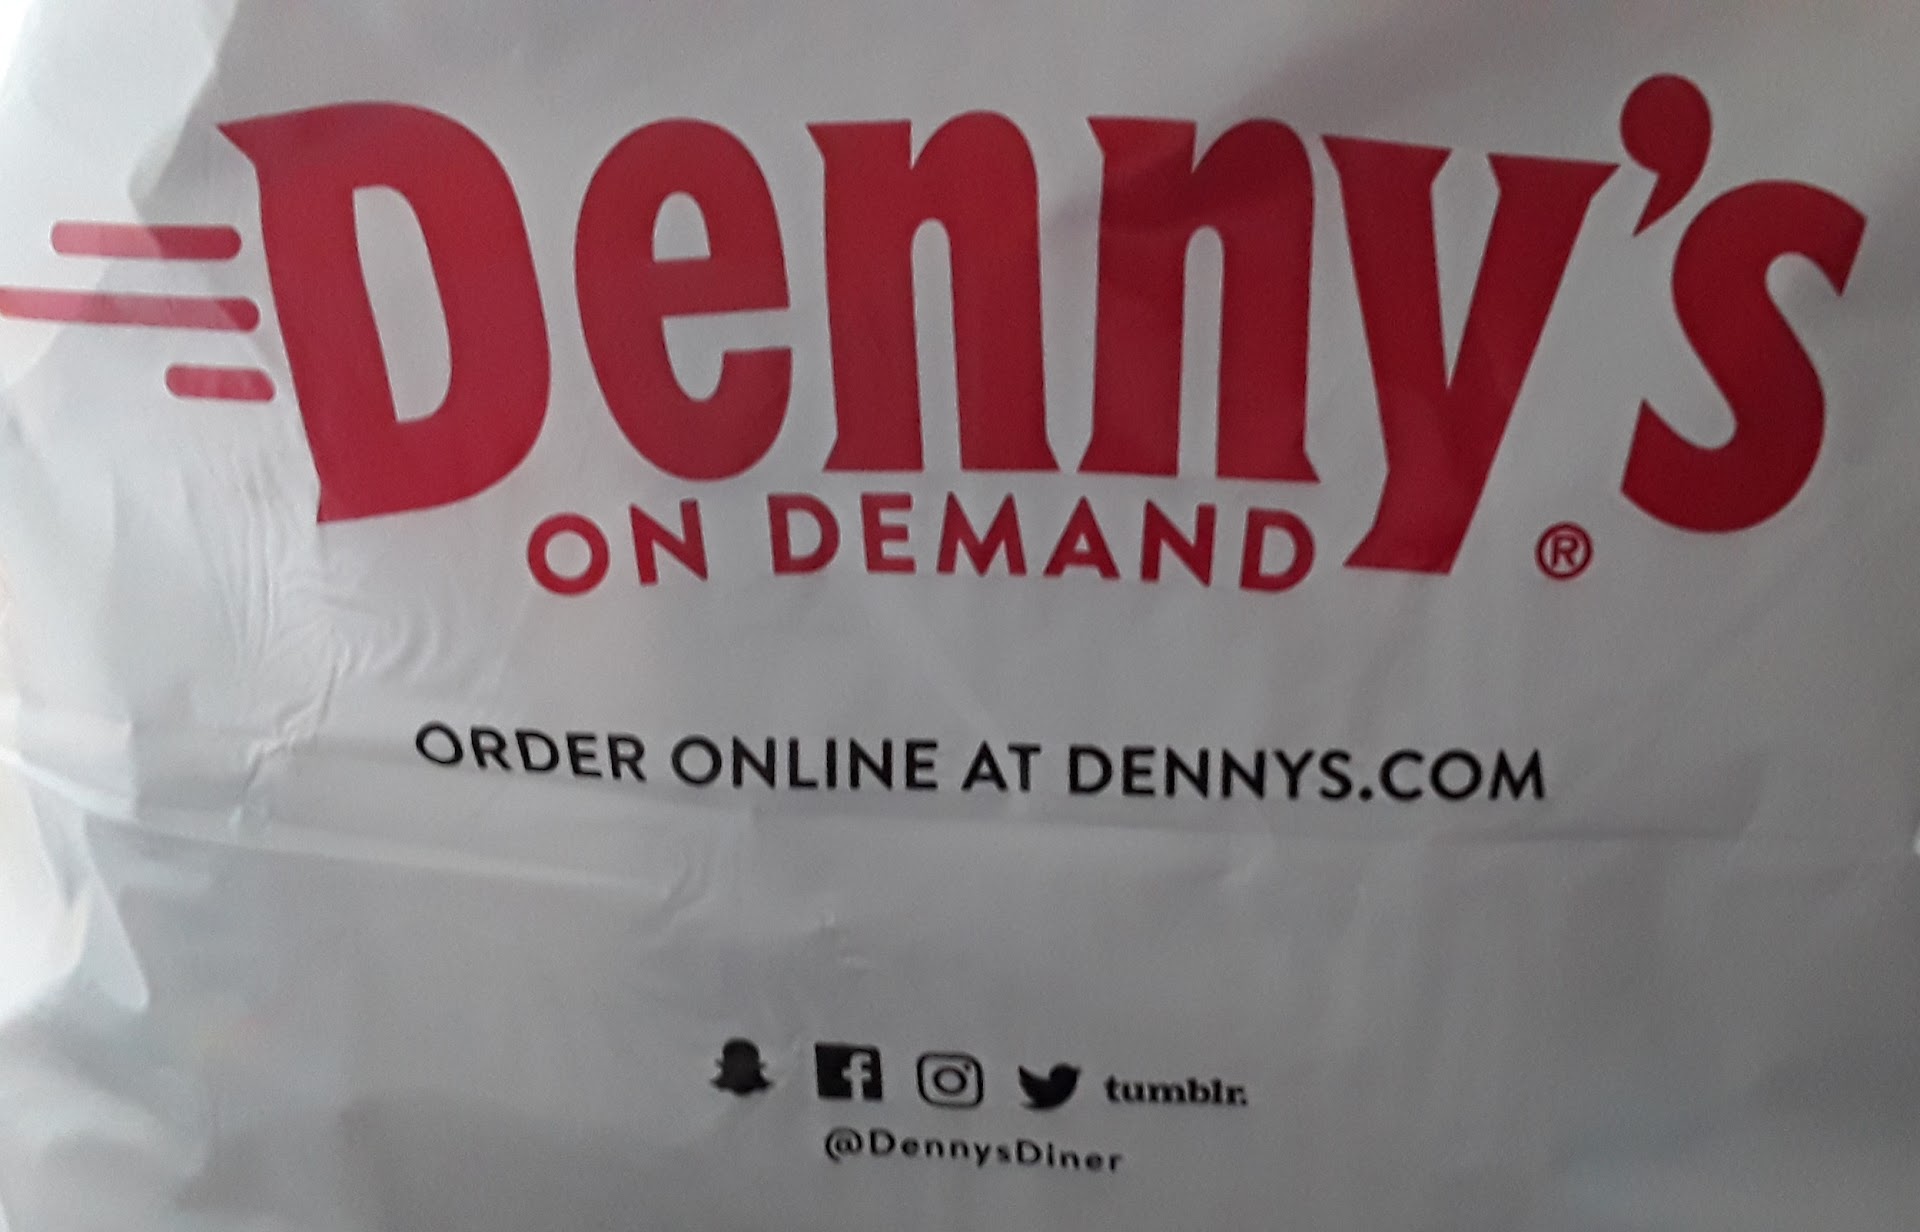 Denny's
ON DEMAND ®
ORDER ONLINE AT DENNYS.COM
tumblr.
@DennysDiner